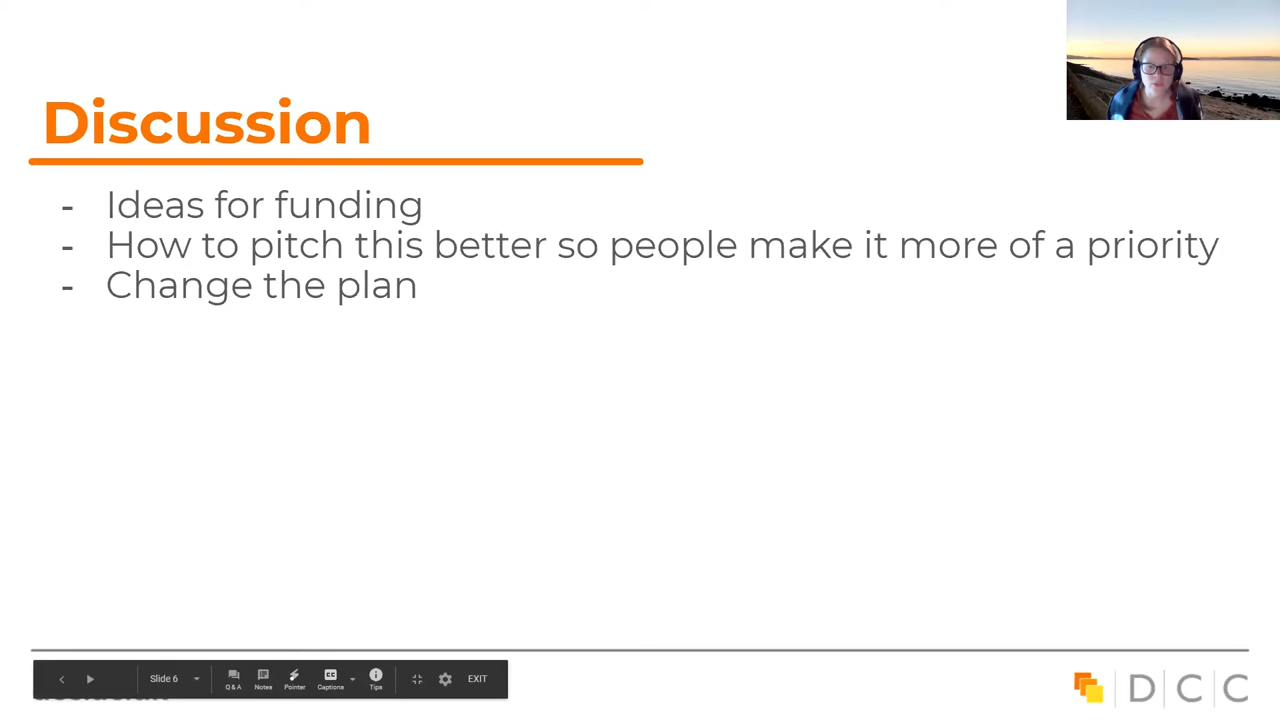 Discussion
- Ideas for funding
- How to pitch this better so people make it more of a priority
- Change the plan
Slide 6
Q & A
Notes
Pointer
CC
Captions
Tips
EXIT
D|C|C